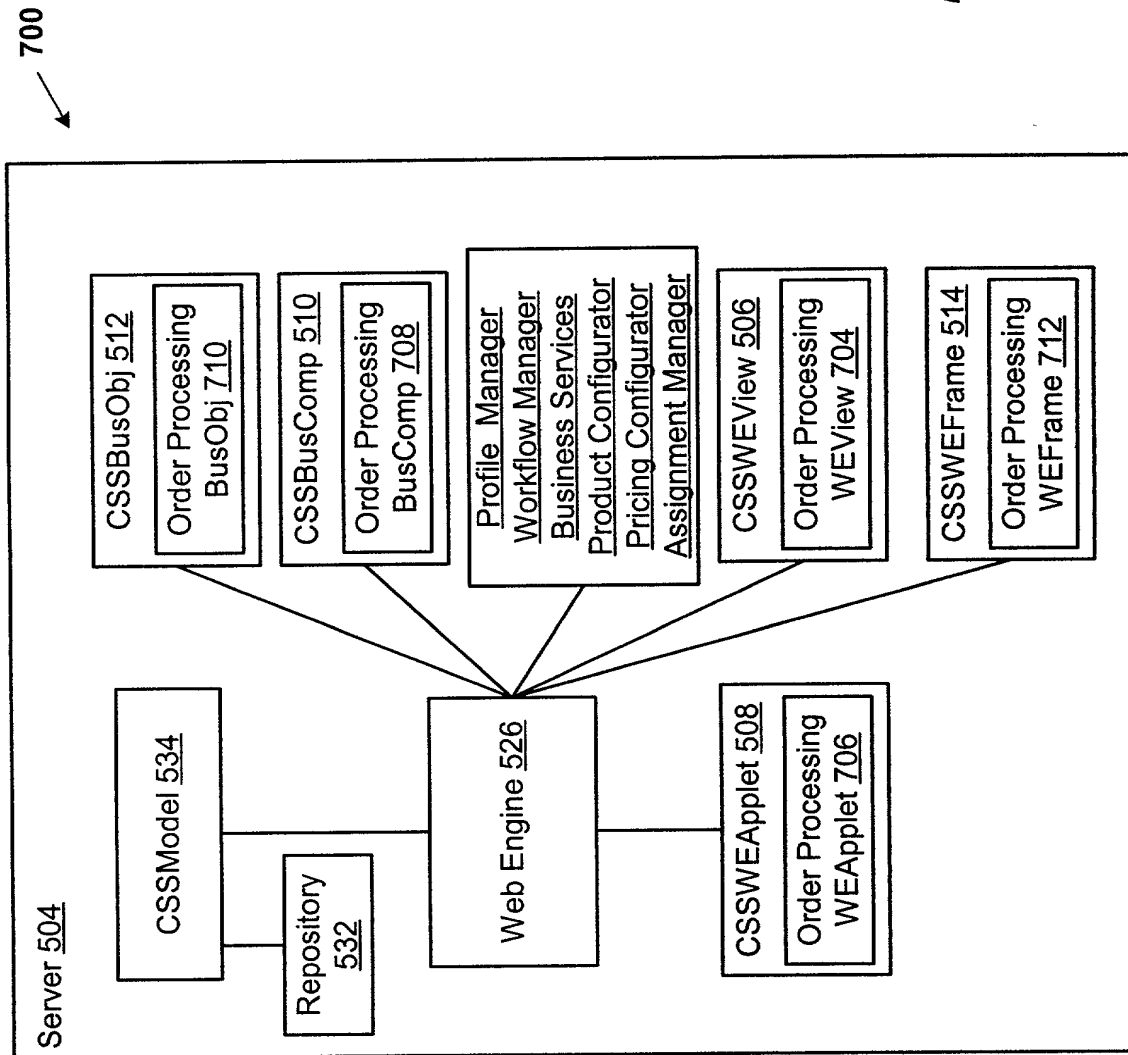 700
Server 504
CSSModel 534
Repository
532
Web Engine 526
CSSWEApplet 508
Order Processing
WEApplet 706
CSSBusObj 512
Order Processing
BusObj 710
CSSBusComp 510
Order Processing
BusComp 708
Profile Manager
Workflow Manager
Business Services
Product Configurator
Pricing Configurator
Assignment Manager
CSSWEView 506
Order Processing
WEView 704
CSSWEFrame 514
Order Processing
WEFrame 712